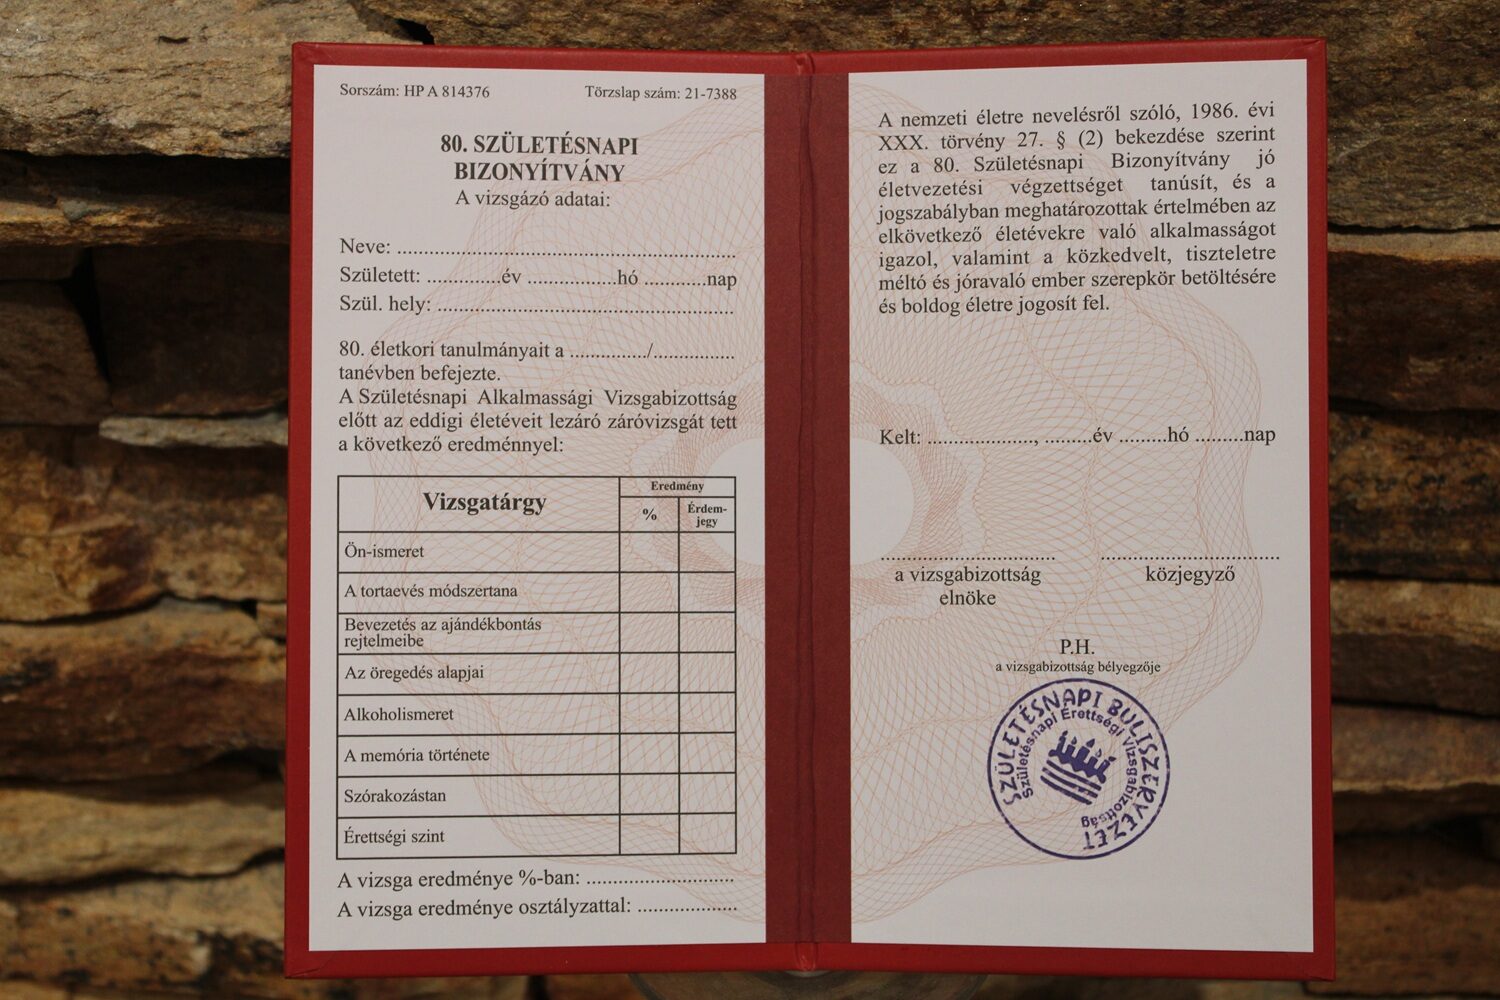 Sorszám: HP A 814376 Törzslap szám: 21-7388
80. SZÜLETÉSNAPI
BIZONYÍTVÁNY
A vizsgázó adatai:
Neve: ..............................................................
Született: ..............év .................hó ............nap
Szül. hely: ........................................................
80. életkori tanulmányait a ............../................
tanévben befejezte.
A Születésnapi Alkalmassági Vizsgabizottság
előtt az eddigi életéveit lezáró záróvizsgát tett
a következő eredménnyel:
Vizsgatárgy
Eredmény
%
Érdem-
jegy
Ön-ismeret
A tortaevés módszertana
Bevezetés az ajándékbontás
rejtelmeibe
Az öregedés alapjai
Alkoholismeret
A memória története
Szórakozástan
Érettségi szint
A vizsga eredménye %-ban: ............................
A vizsga eredménye osztályzattal: ...................
A nemzeti életre nevelésről szóló, 1986. évi
XXX. törvény 27. § (2) bekezdése szerint
ez a 80. Születésnapi Bizonyítvány jó
életvezetési végzettséget tanúsít, és a
jogszabályban meghatározottak értelmében az
elkövetkező életévekre való alkalmasságot
igazol, valamint a közkedvelt, tiszteletre
méltó és jóravaló ember szerepkör betöltésére
és boldog életre jogosít fel.
Kelt: ...................., .........év .........hó .........nap
a vizsgabizottság
elnöke
közjegyző
P.H.
a vizsgabizottság bélyegzője
SZÜLETÉSNAPI BULISZERVEZET
Születésnapi Érettségi Vizsgabizottság